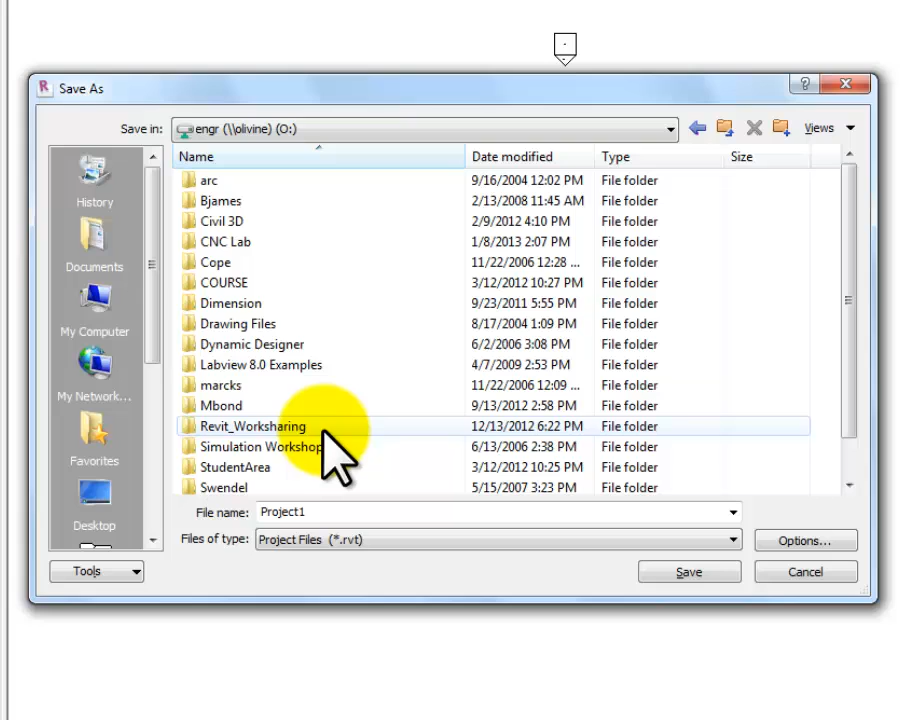 Save As
Save in: engr (\\olivine) (O:) Views
Name Date modified Type Size
arc 9/16/2004 12:02 PM File folder
Bjames 2/13/2008 11:45 AM File folder
Civil 3D 2/9/2012 4:10 PM File folder
CNC Lab 1/8/2013 2:07 PM File folder
Cope 11/22/2006 12:28 ... File folder
COURSE 3/12/2012 10:27 PM File folder
Dimension 9/23/2011 5:55 PM File folder
Drawing Files 8/17/2004 1:09 PM File folder
Dynamic Designer 6/2/2006 3:08 PM File folder
Labview 8.0 Examples 4/7/2009 2:53 PM File folder
marcks 11/22/2006 12:09 ... File folder
Mbond 9/13/2012 2:58 PM File folder
Revit_Worksharing 12/13/2012 6:22 PM File folder
Simulation Workshop 6/13/2006 2:38 PM File folder
StudentArea 3/12/2012 10:25 PM File folder
Swendel 5/15/2007 3:23 PM File folder
History
Documents
My Computer
My Network...
Favorites
Desktop
File name: Project1
Files of type: Project Files (*.rvt) Options...
Tools Save Cancel